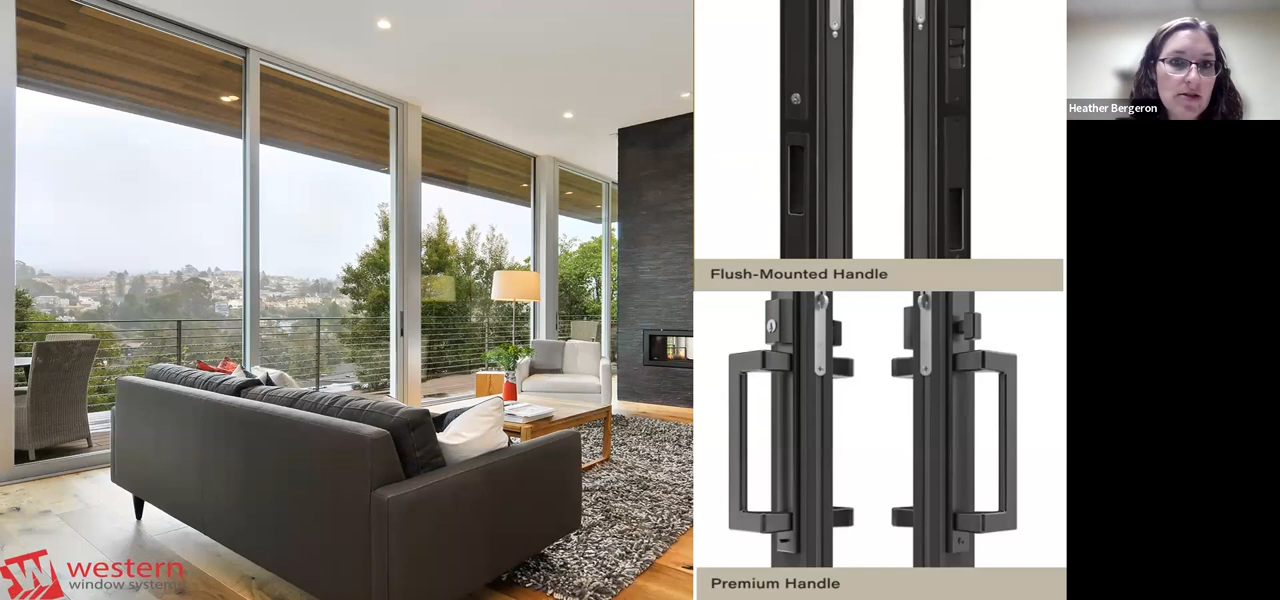 western
window systems
Flush-Mounted Handle
Premium Handle
Heather Bergeron